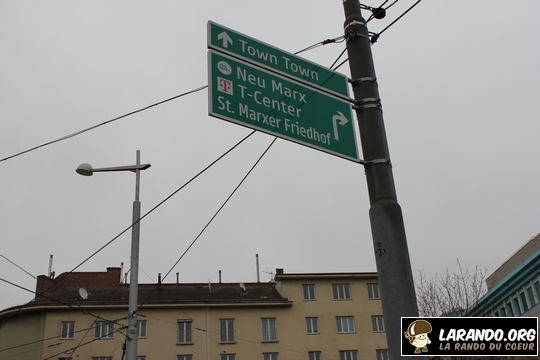 Town Town
Neu Marx
T-Center
St. Marxer Friedhof
LARANDO.ORG
LA RANDO DU COEUR